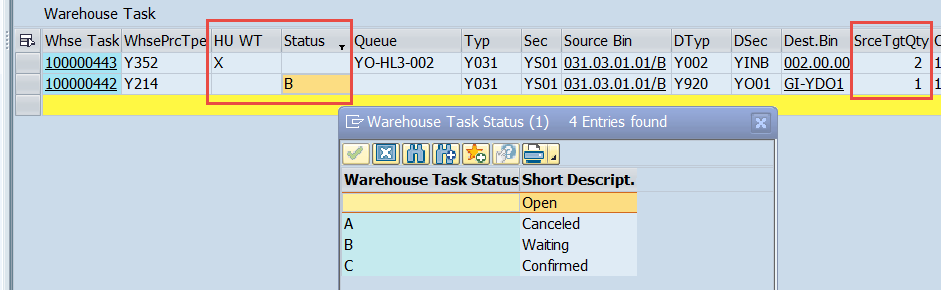 Warehouse Task
Whse Task WhsePrcTpe HU WT Status Queue Typ Sec Source Bin DTyp DSec Dest.Bin SrceTgtQty
100000443 Y352 X YO-HL3-002 Y031 YS01 031.03.01.01/B Y002 YINB 002.00.00 2
100000442 Y214 B Y031 YS01 031.03.01.01/B Y920 YO01 GI-YDO1 1
Warehouse Task Status (1) 4 Entries found
Warehouse Task Status Short Descript.
Open
A Canceled
B Waiting
C Confirmed